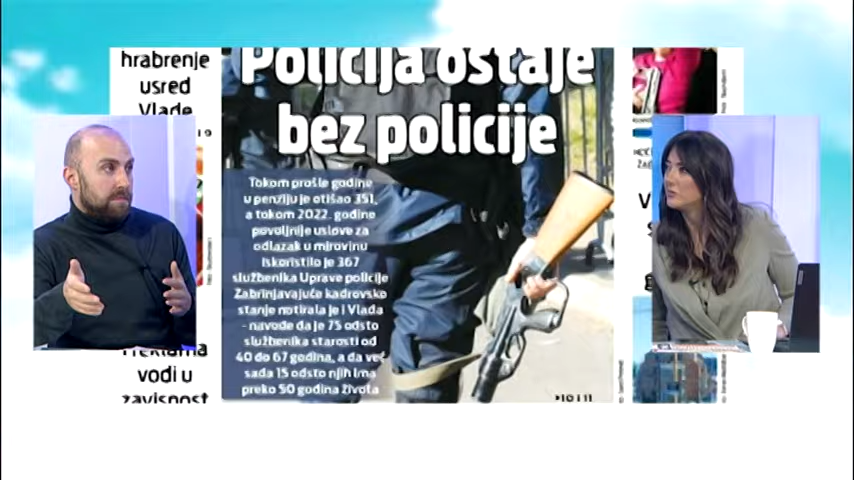 hrabrenje
usred
Vlade
Policija ostaje
bez policije
Tokom prošle godine
u penziju je otišao 351,
a tokom 2022. godine
povoljnije uslove za
odlazak u mirovinu
iskoristilo je 367
službenika Uprave policije
Zabrinjavajuće kadrovsko
stanje notirala je i Vlada
- navode da je 75 odsto
službenika starosti od
40 do 67 godina, a da već
sada 15 odsto njih ima
preko 50 godina života
vodi u
zavisnost